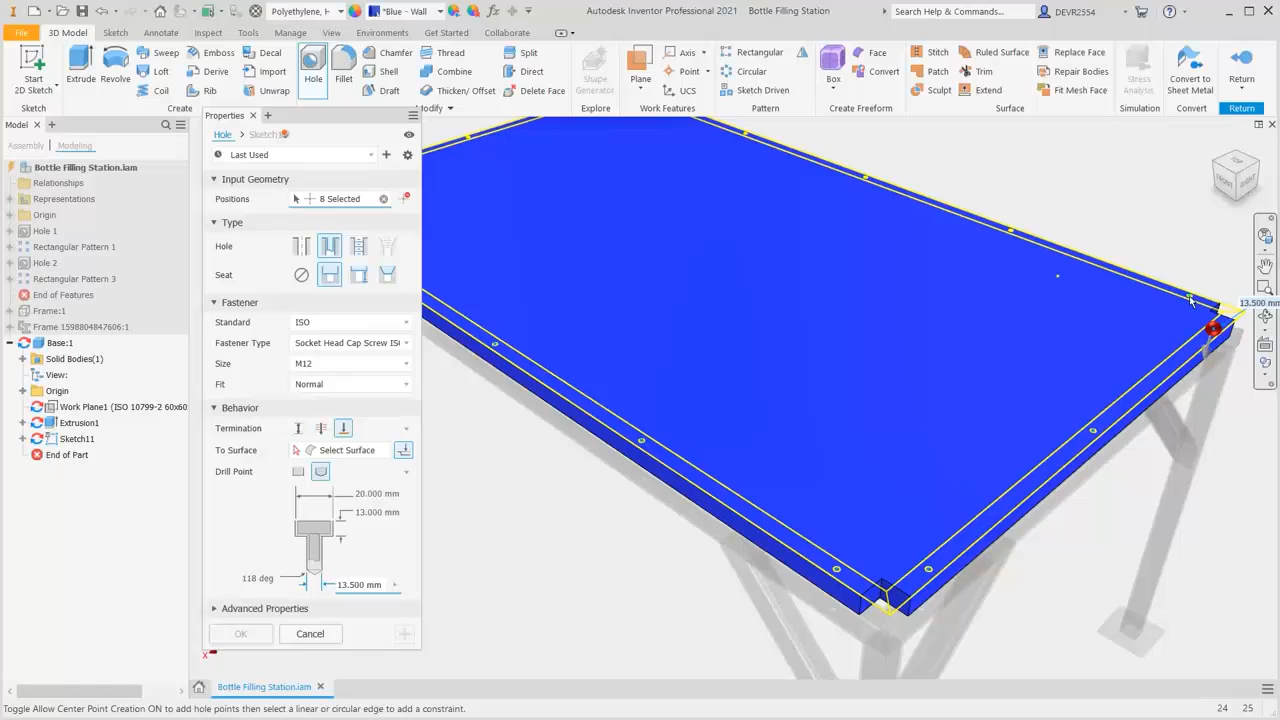 Polyethylene, H
*Blue - Wall
Autodesk Inventor Professional 2021 Bottle Filling Station
Search Help & Commands...
DEVR2554
File
3D Model
Sketch
Annotate
Inspect
Tools
Manage
View
Environments
Get Started
Collaborate
Start
2D Sketch
Extrude
Revolve
Sweep
Loft
Coil
Emboss
Derive
Rib
Decal
Import
Unwrap
Hole
Fillet
Chamfer
Shell
Draft
Thread
Combine
Thicken/ Offset
Split
Direct
Delete Face
Shape
Generator
Plane
Axis
Point
UCS
Rectangular
Circular
Sketch Driven
Box
Face
Convert
Stitch
Patch
Sculpt
Ruled Surface
Trim
Extend
Replace Face
Repair Bodies
Fit Mesh Face
Stress
Analysis
Convert to
Sheet Metal
Return
Sketch
Create
Modify
Explore
Work Features
Pattern
Create Freeform
Surface
Simulation
Convert
Return
Model
Assembly
Modeling
Bottle Filling Station.iam
Relationships
Representations
Origin
Hole 1
Rectangular Pattern 1
Hole 2
Rectangular Pattern 3
End of Features
Frame:1
Frame 1598804847606:1
Base:1
Solid Bodies(1)
View:
Origin
Work Plane1 (ISO 10799-2 60x60
Extrusion1
Sketch11
End of Part
Properties
Hole
Last Used
Input Geometry
Positions
8 Selected
Type
Hole
Seat
Fastener
Standard
ISO
Fastener Type
Socket Head Cap Screw ISO
Size
M12
Fit
Normal
Behavior
Termination
To Surface
Select Surface
Drill Point
20.000 mm
13.000 mm
118 deg
13.500 mm
Advanced Properties
OK
Cancel
TOP
FRONT
RIGHT
13.500 mm
X
Bottle Filling Station.iam
Toggle Allow Center Point Creation ON to add hole points then select a linear or circular edge to add a constraint.
24 25